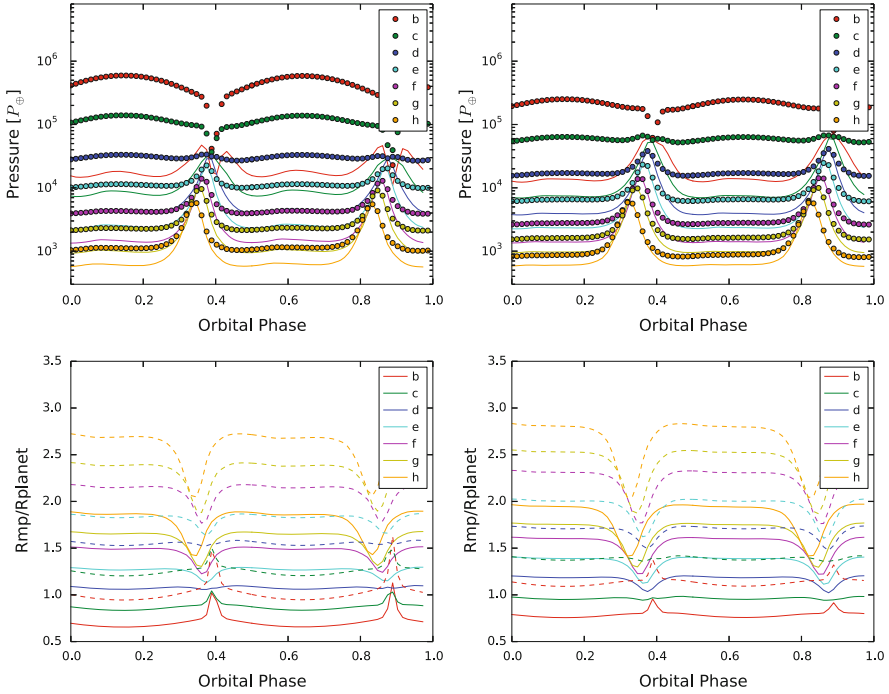 Pressure [P⊕]
10^6
10^5
10^4
10^3
0.0 0.2 0.4 0.6 0.8 1.0
Orbital Phase
b
c
d
e
f
g
h
Pressure [P⊕]
10^6
10^5
10^4
10^3
0.0 0.2 0.4 0.6 0.8 1.0
Orbital Phase
b
c
d
e
f
g
h
Rmp/Rplanet
3.5
3.0
2.5
2.0
1.5
1.0
0.5
0.0 0.2 0.4 0.6 0.8 1.0
Orbital Phase
b
c
d
e
f
g
h
Rmp/Rplanet
3.5
3.0
2.5
2.0
1.5
1.0
0.5
0.0 0.2 0.4 0.6 0.8 1.0
Orbital Phase
b
c
d
e
f
g
h